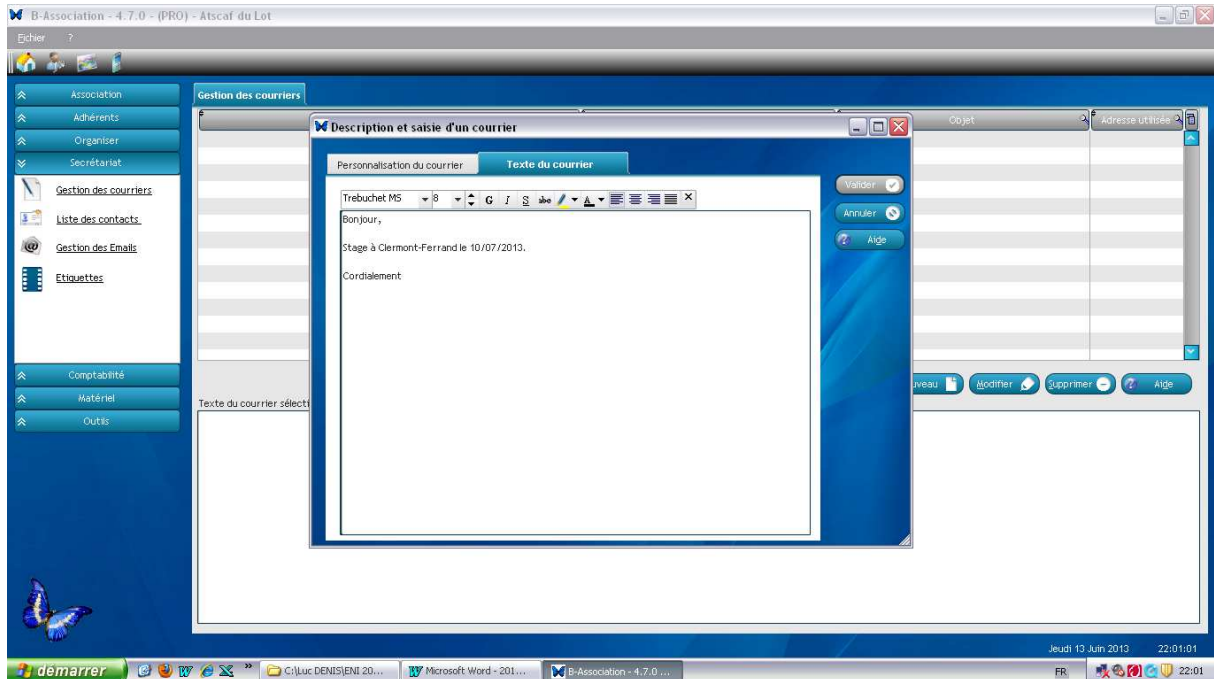 B-Association - 4.7.0 - (PRO) - Atscaf du Lot
Fichier ?
Association
Adhérents
Organiser
Secrétariat
Gestion des courriers
Liste des contacts
Gestion des Emails
Etiquettes
Comptabilité
Matériel
Outils
Gestion des courriers
Objet
Adresse utilisée
Description et saisie d'un courrier
Personnalisation du courrier
Texte du courrier
Trebuchet MS 8 G I S abc A
Bonjour,
Stage à Clermont-Ferrand le 10/07/2013.
Cordialement
Valider
Annuler
Aide
Modifier
Supprimer
Aide
Texte du courrier
Jeudi 13 Juin 2013 22:01:01
démarrer
C:\Luc DENIS\ENI 20...
Microsoft Word - 201...
B-Association - 4.7.0 ...
FR
22:01